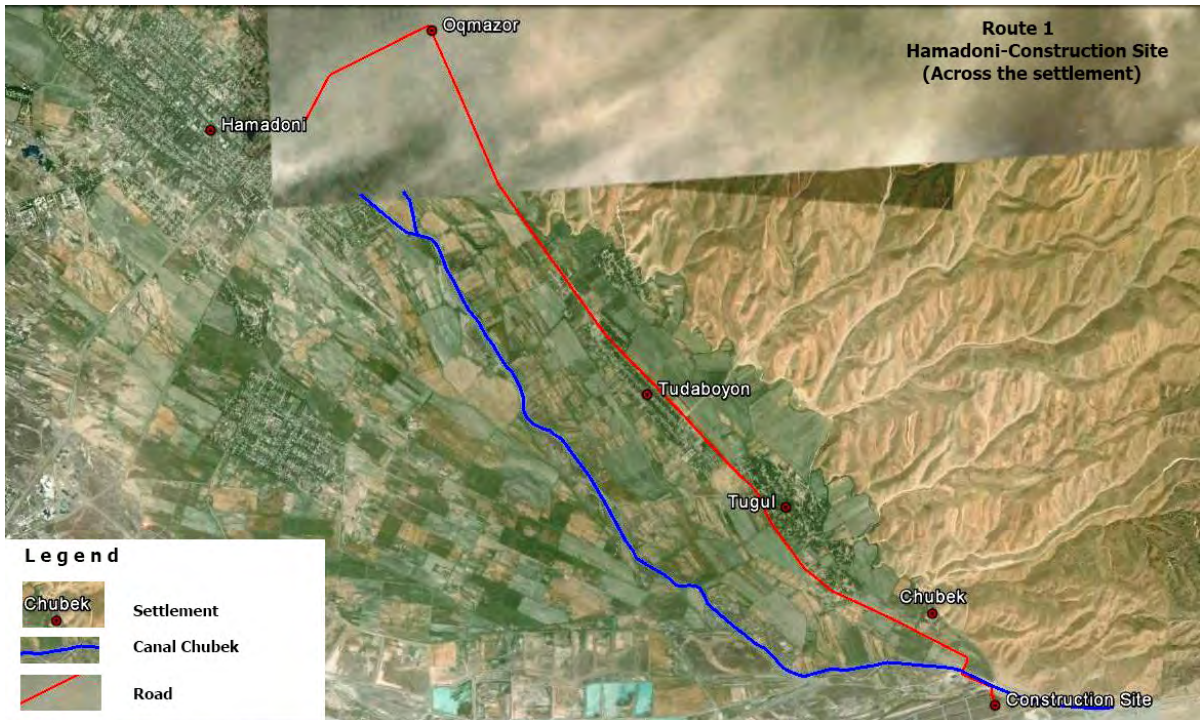 Oqmazor
Route 1
Hamadoni-Construction Site
(Across the settlement)
Hamadoni
Tudaboyon
Tugul
Chubek
Construction Site
Legend
Chubek
Settlement
Canal Chubek
Road